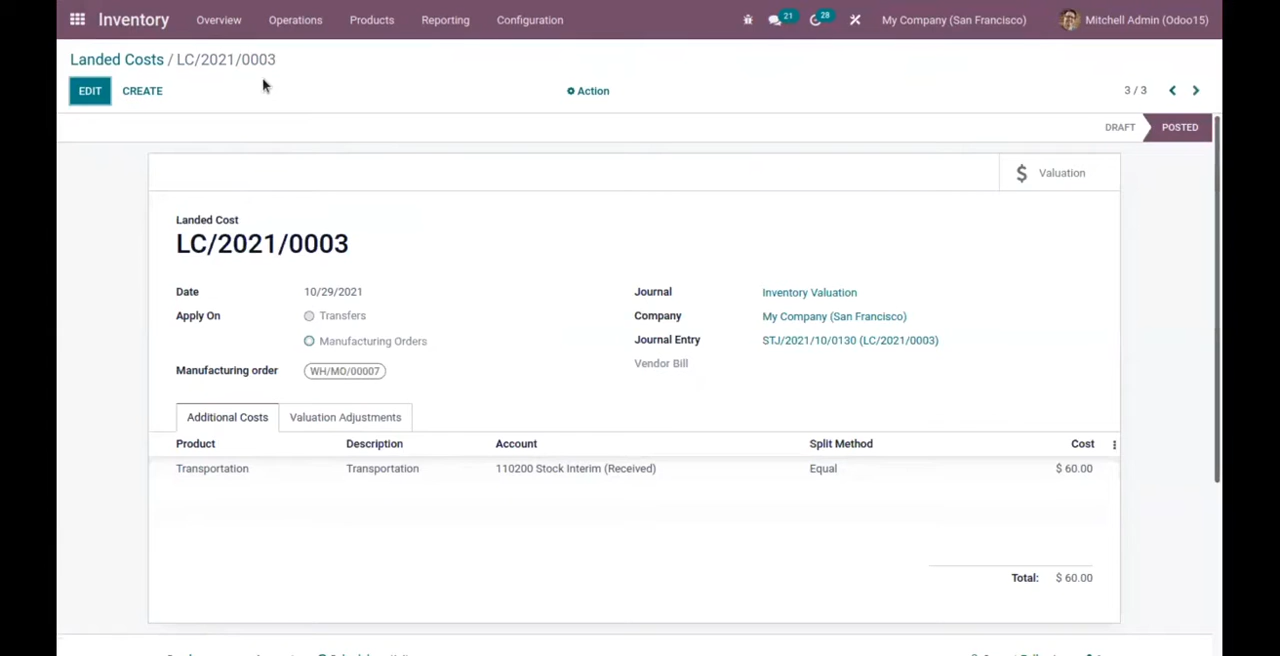 Inventory Overview Operations Products Reporting Configuration 21 28 My Company (San Francisco) Mitchell Admin (Odoo15)
Landed Costs / LC/2021/0003
EDIT CREATE Action 3 / 3
DRAFT POSTED
$ Valuation
Landed Cost
LC/2021/0003
Date 10/29/2021 Journal Inventory Valuation
Apply On Transfers Company My Company (San Francisco)
Manufacturing Orders Journal Entry STJ/2021/10/0130 (LC/2021/0003)
Vendor Bill
Manufacturing order WH/MO/00007
Additional Costs Valuation Adjustments
Product Description Account Split Method Cost
Transportation Transportation 110200 Stock Interim (Received) Equal $ 60.00
Total: $ 60.00